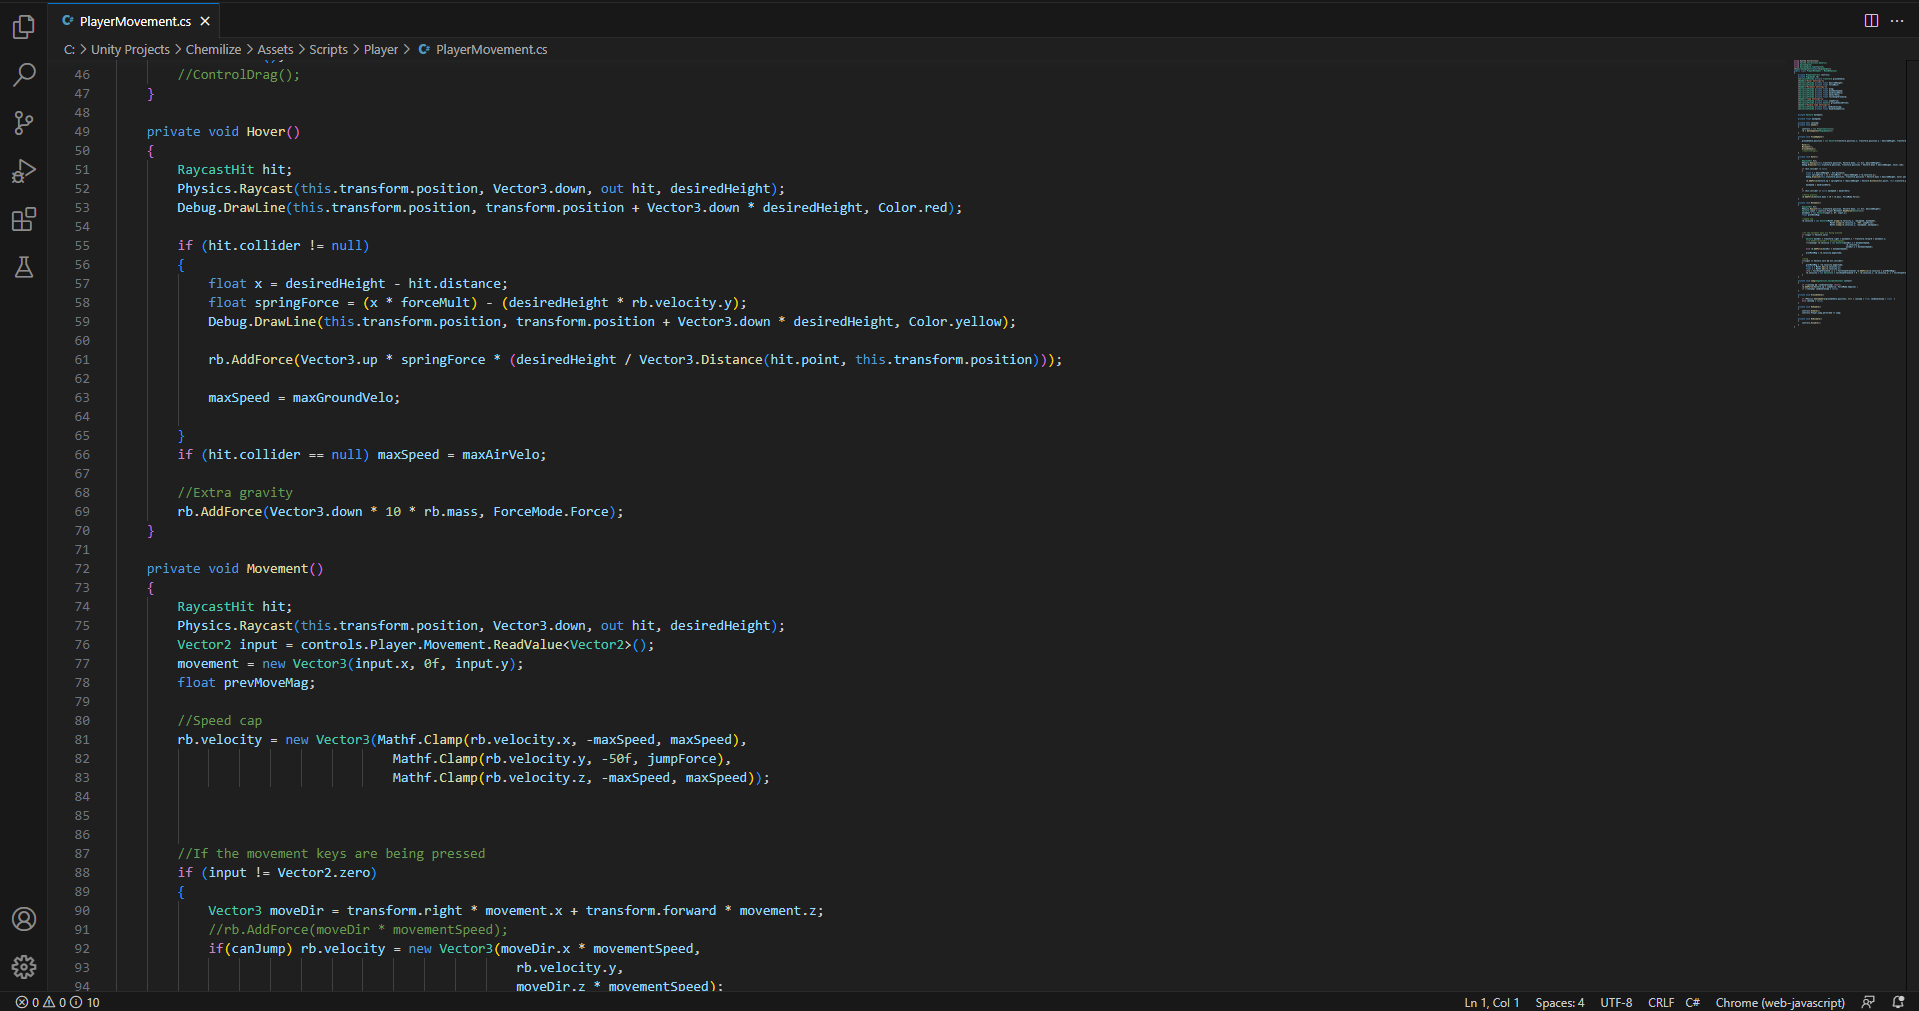 PlayerMovement.cs
C: > Unity Projects > Chemilize > Assets > Scripts > Player > PlayerMovement.cs
46 //ControlDrag();
47 }
48
49 private void Hover()
50 {
51 RaycastHit hit;
52 Physics.Raycast(this.transform.position, Vector3.down, out hit, desiredHeight);
53 Debug.DrawLine(this.transform.position, transform.position + Vector3.down * desiredHeight, Color.red);
54
55 if (hit.collider != null)
56 {
57 float x = desiredHeight - hit.distance;
58 float springForce = (x * forceMult) - (desiredHeight * rb.velocity.y);
59 Debug.DrawLine(this.transform.position, transform.position + Vector3.down * desiredHeight, Color.yellow);
60
61 rb.AddForce(Vector3.up * springForce * (desiredHeight / Vector3.Distance(hit.point, this.transform.position)));
62
63 maxSpeed = maxGroundVelo;
64
65 }
66 if (hit.collider == null) maxSpeed = maxAirVelo;
67
68 //Extra gravity
69 rb.AddForce(Vector3.down * 10 * rb.mass, ForceMode.Force);
70 }
71
72 private void Movement()
73 {
74 RaycastHit hit;
75 Physics.Raycast(this.transform.position, Vector3.down, out hit, desiredHeight);
76 Vector2 input = controls.Player.Movement.ReadValue<Vector2>();
77 movement = new Vector3(input.x, 0f, input.y);
78 float prevMoveMag;
79
80 //Speed cap
81 rb.velocity = new Vector3(Mathf.Clamp(rb.velocity.x, -maxSpeed, maxSpeed),
82 Mathf.Clamp(rb.velocity.y, -50f, jumpForce),
83 Mathf.Clamp(rb.velocity.z, -maxSpeed, maxSpeed));
84
85
86
87 //If the movement keys are being pressed
88 if (input != Vector2.zero)
89 {
90 Vector3 moveDir = transform.right * movement.x + transform.forward * movement.z;
91 //rb.AddForce(moveDir * movementSpeed);
92 if(canJump) rb.velocity = new Vector3(moveDir.x * movementSpeed,
93 rb.velocity.y,
94 moveDir.z * movementSpeed);
0 0 10 Ln 1, Col 1 Spaces: 4 UTF-8 CRLF C# Chrome (web-javascript)